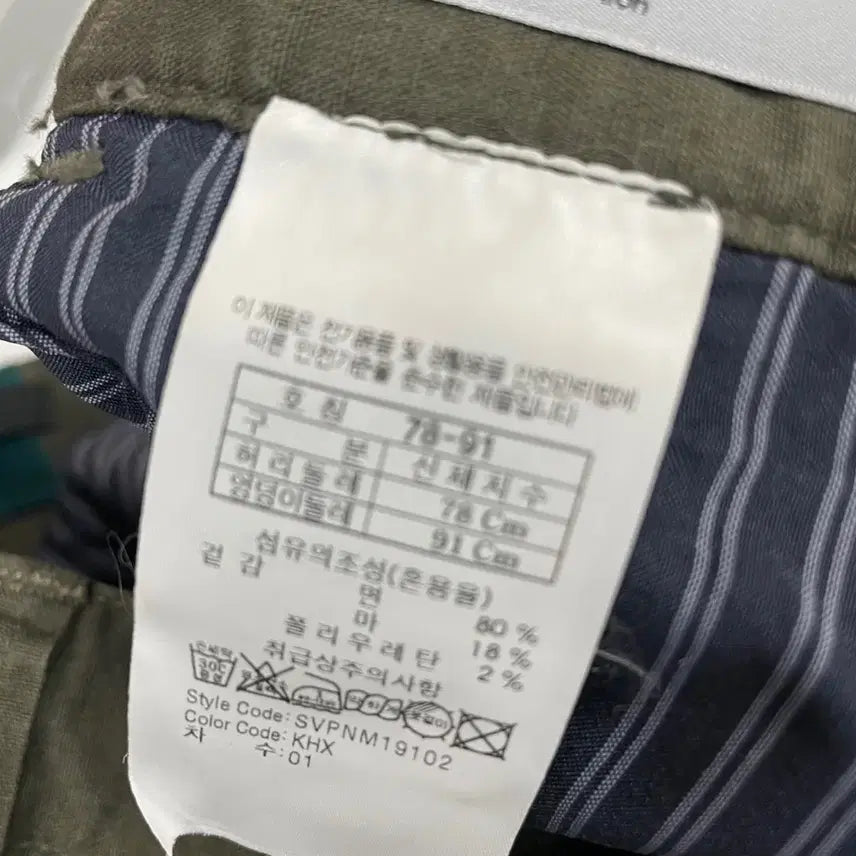 이 제품은 전기용품 및 생활용품 안전관리법에
따른 안전기준을 준수한 제품입니다
호 칭 78-91
구 분 신체치수
허리둘레 78 Cm
엉덩이둘레 91 Cm
섬유의조성(혼용율)
겉 감
면 80 %
마 18 %
폴리우레탄 2 %
취급상주의사항
30℃
Style Code: SVPNM19102
Color Code: KHX
차 수: 01